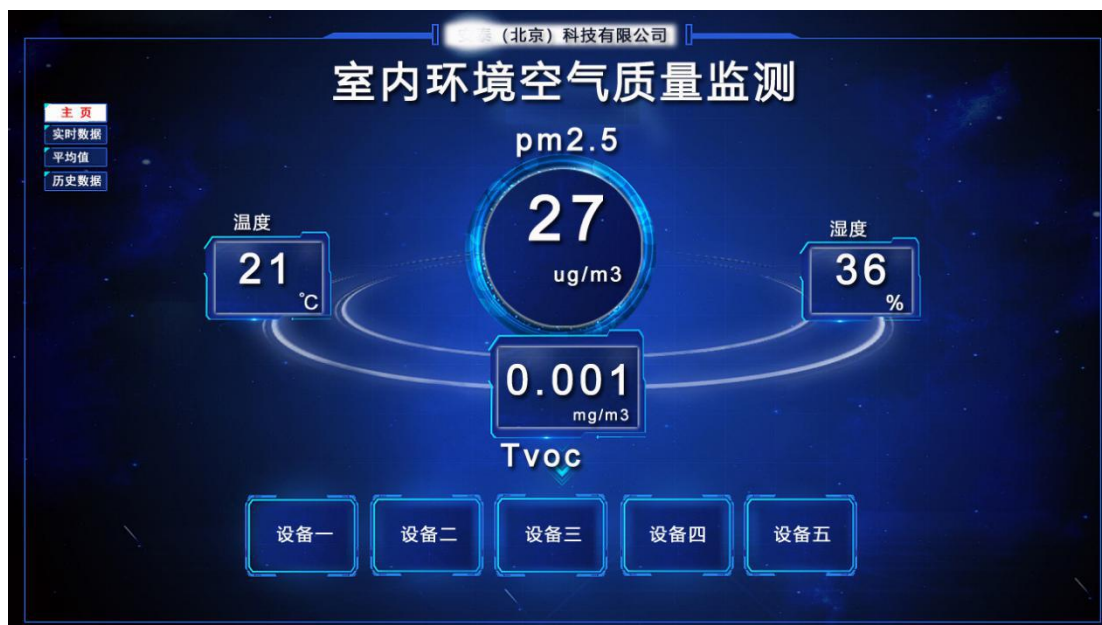 （北京）科技有限公司
室内环境空气质量监测
主 页
实时数据
平均值
历史数据
pm2.5
27
ug/m3
温度
21
℃
湿度
36
%
0.001
mg/m3
Tvoc
设备一
设备二
设备三
设备四
设备五